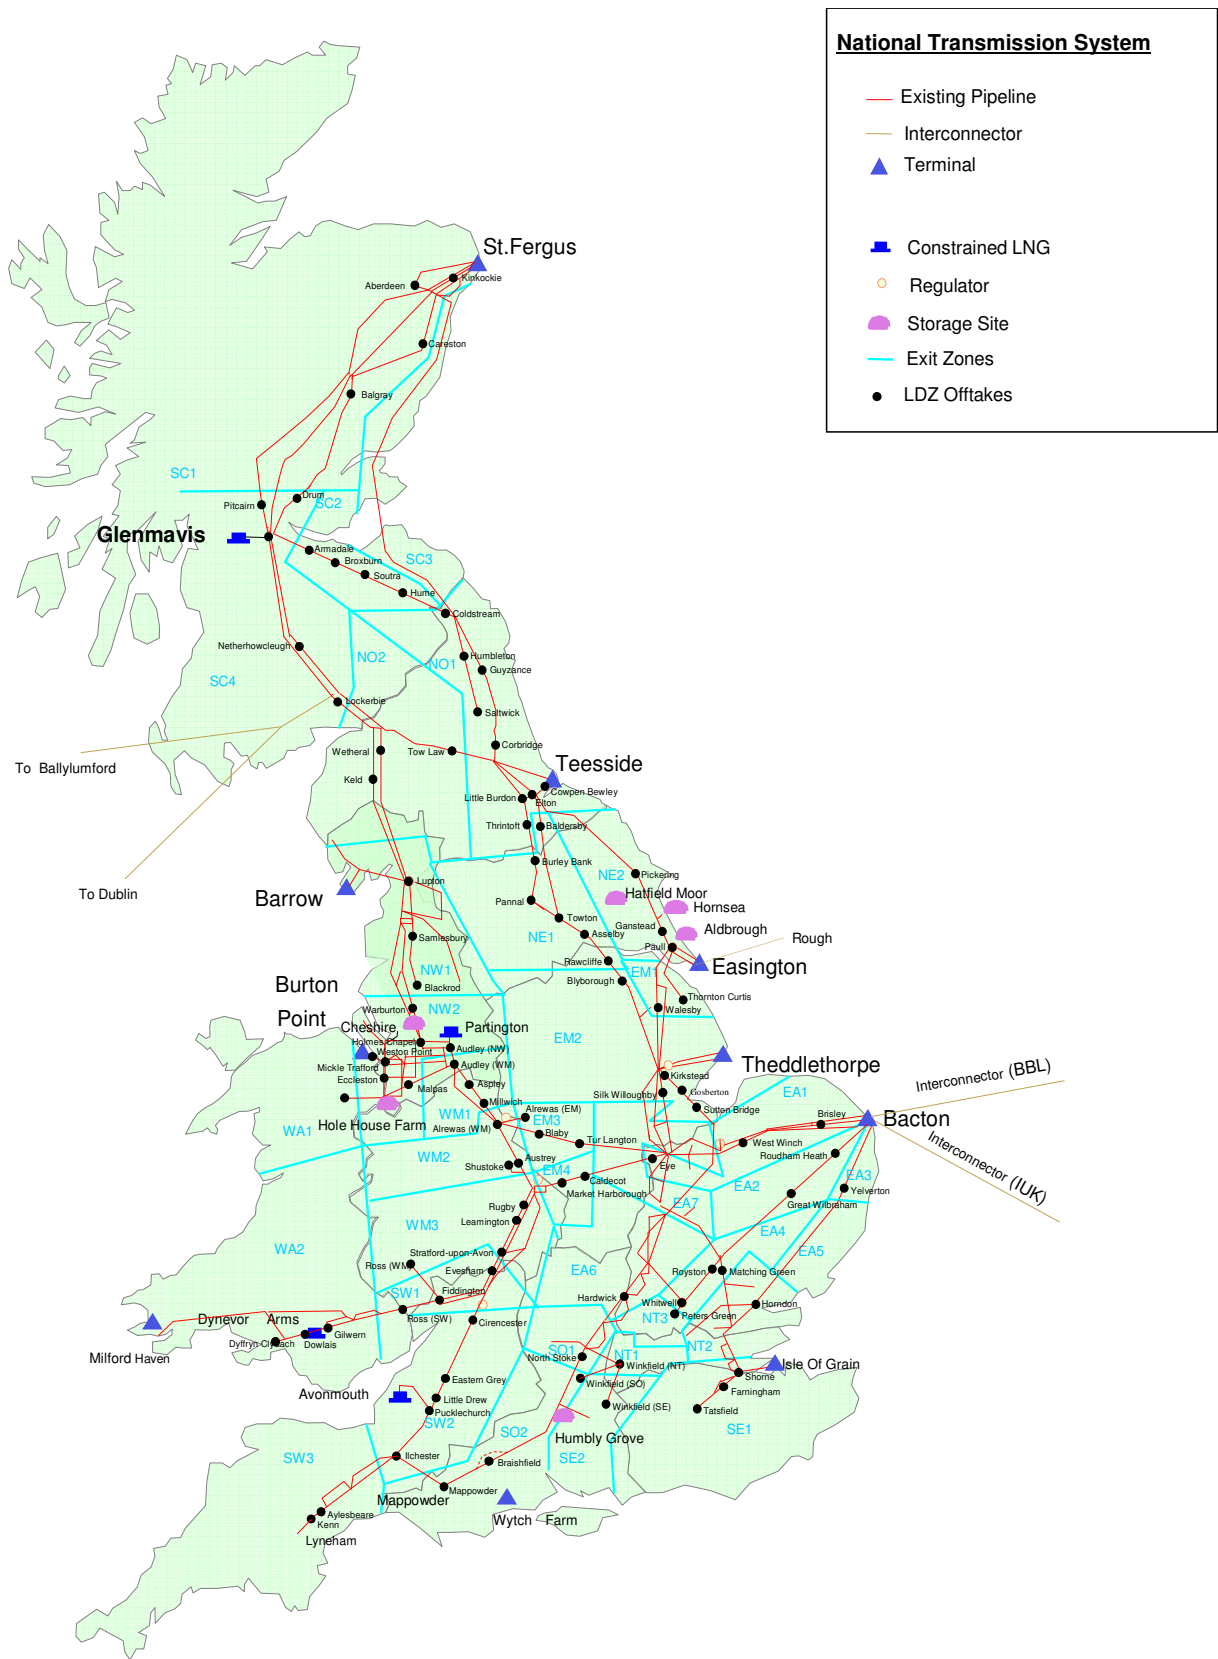 National Transmission System
Existing Pipeline
Interconnector
Terminal
Constrained LNG
Regulator
Storage Site
Exit Zones
LDZ Offtakes
St.Fergus
Kinkockie
Aberdeen
Careston
Balgray
SC1
Drum
SC2
Pitcairn
Glenmavis
Armadale
Broxburn
SC3
Soutra
Hume
Coldstream
Netherhowcleugh
NO2
NO1
Humbleton
Guyzance
SC4
Lockerbie
Saltwick
Corbridge
Wetheral
Tow Law
To Ballylumford
Teesside
Keld
Cowpen Bewley
Little Burdon
Elton
Thrintoft
Baldersby
Burley Bank
NE2
Pickering
Lupton
To Dublin
Barrow
Hatfield Moor
Hornsea
Pannal
Towton
Ganstead
Aldbrough
Asselby
NE1
Samlesbury
Paull
Rough
Rawcliffe
Easington
EM1
NW1
Blyborough
Blackrod
Burton
Point
Thornton Curtis
Walesby
Warburton
NW2
Cheshire
Partington
EM2
Holmes Chapel
Weston Point
Audley (NW)
Mickle Trafford
Audley (WM)
Theddlethorpe
Kirkstead
Eccleston
Malpas
Aspley
Silk Willoughby
Gosberton
EA1
Interconnector (BBL)
Millwich
Sutton Bridge
Hole House Farm
WM1
Alrewas (EM)
EM3
Brisley
Bacton
WA1
Alrewas (WM)
Blaby
Tur Langton
West Winch
Roudham Heath
Interconnector (IUK)
WM2
Austrey
Shustoke
EM4
Eye
Caldecot
Market Harborough
EA3
EA2
Yelverton
Rugby
EA7
Great Wilbraham
Leamington
WM3
EA4
WA2
Stratford-upon-Avon
EA5
Ross (WM)
Evesham
EA6
Royston
Matching Green
SW1
Fiddington
Hardwick
Whitwell
Horndon
Ross (SW)
Peters Green
Dynevor Arms
Cirencester
NT3
Gilwern
Dyffryn Clydach
Dowlais
NT2
Milford Haven
SO1
NT1
North Stoke
Winkfield (NT)
Isle Of Grain
Shorne
Eastern Grey
Winkfield (SO)
Farningham
Avonmouth
Little Drew
Winkfield (SE)
Tatsfield
Pucklechurch
SW2
SO2
Humbly Grove
SE1
SW3
Ilchester
SE2
Braishfield
Mappowder
Mappowder
Aylesbeare
Kenn
Wytch Farm
Lyneham